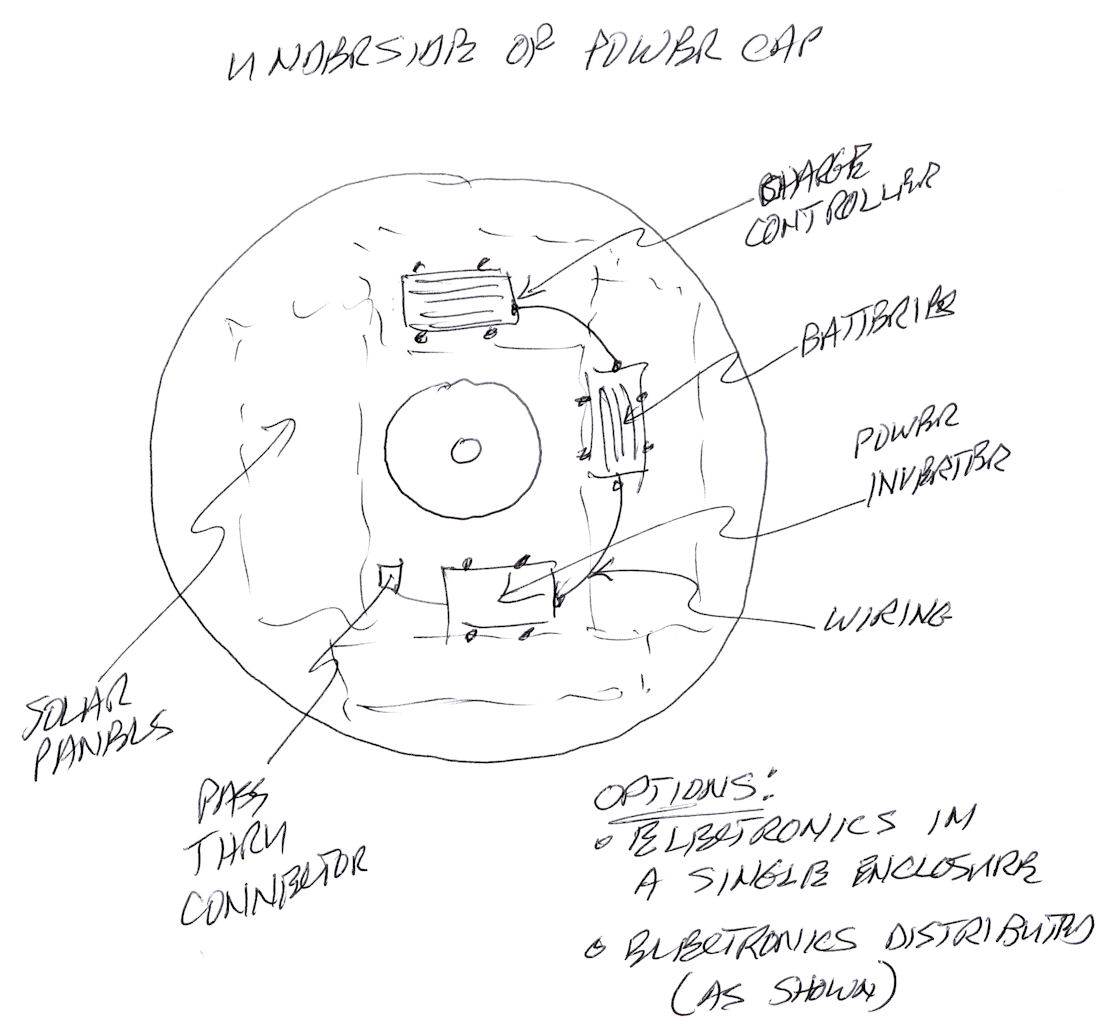 UNDERSIDE OF POWER CAP
CHARGE
CONTROLLER
BATTERIES
POWER
INVERTER
WIRING
SOLAR
PANELS
PASS
THRU
CONNECTOR
OPTIONS:
• ELECTRONICS IN
A SINGLE ENCLOSURE
• ELECTRONICS DISTRIBUTED
(AS SHOWN)